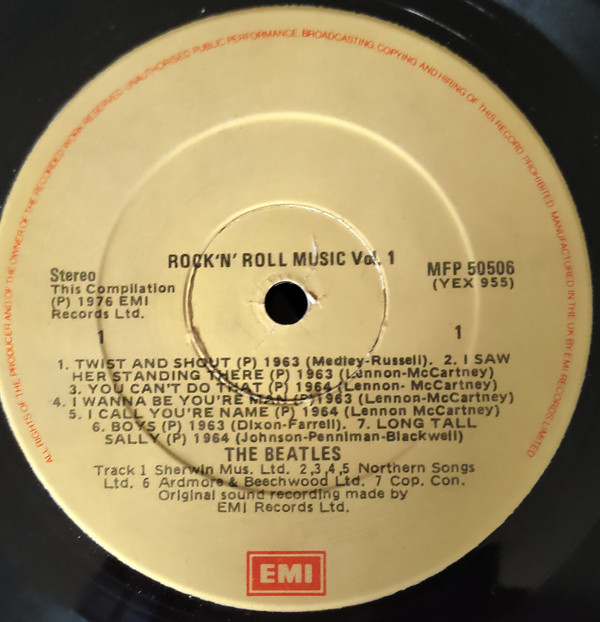 ALL RIGHTS OF THE PRODUCER AND OF THE OWNER OF THE RECORDED WORK RESERVED. UNAUTHORISED PUBLIC PERFORMANCE, BROADCASTING, COPYING AND HIRING OF THIS RECORD PROHIBITED. MANUFACTURED IN THE UK BY EMI RECORDS LIMITED
ROCK'N' ROLL MUSIC Vol. 1
Stereo
This Compilation
(P) 1976 EMI
Records Ltd.
MFP 50506
(YEX 955)
1
1
1. TWIST AND SHOUT (P) 1963 (Medley-Russell). 2. I SAW
HER STANDING THERE (P) 1963 (Lennon-McCartney)
3. YOU CAN'T DO THAT (P) 1964 (Lennon- McCartney)
4. I WANNA BE YOU'RE MAN (P) 1963 (Lennon-McCartney)
5. I CALL YOU'RE NAME (P) 1964 (Lennon McCartney)
6. BOYS (P) 1963 (Dixon-Farrell). 7. LONG TALL
SALLY (P) 1964 (Johnson-Penniman-Blackwell)
THE BEATLES
Track 1 Sherwin Mus. Ltd. 2,3,4,5 Northern Songs
Ltd. 6 Ardmore & Beechwood Ltd. 7 Cop. Con.
Original sound recording made by
EMI Records Ltd.
EMI